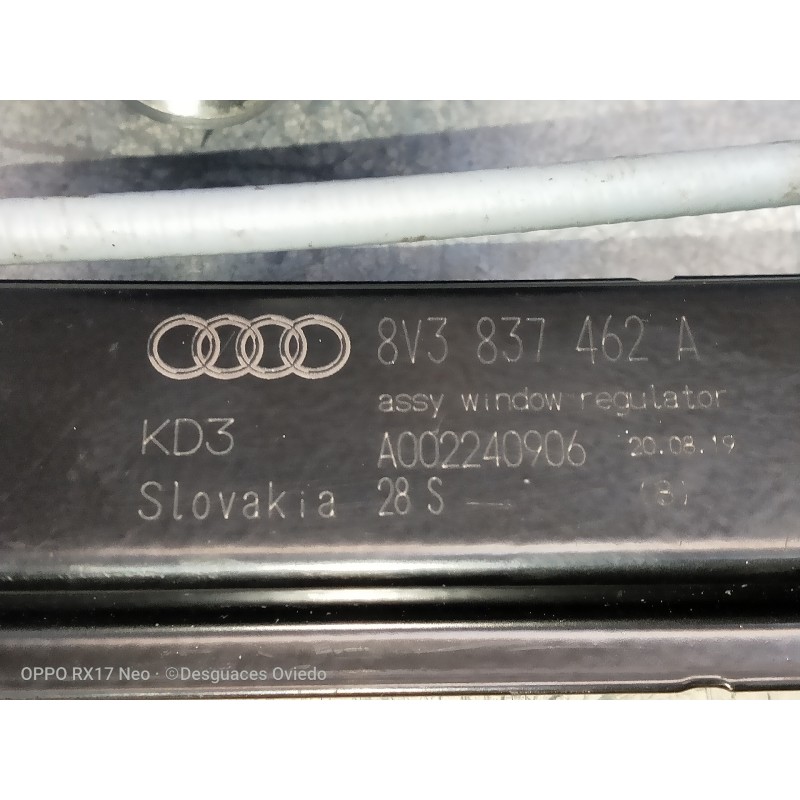 8V3 837 462 A
assy window regulator
KD3
A002240906 20.08.19
Slovakia 28 S
(8)
OPPO RX17 Neo · ©Desguaces Oviedo